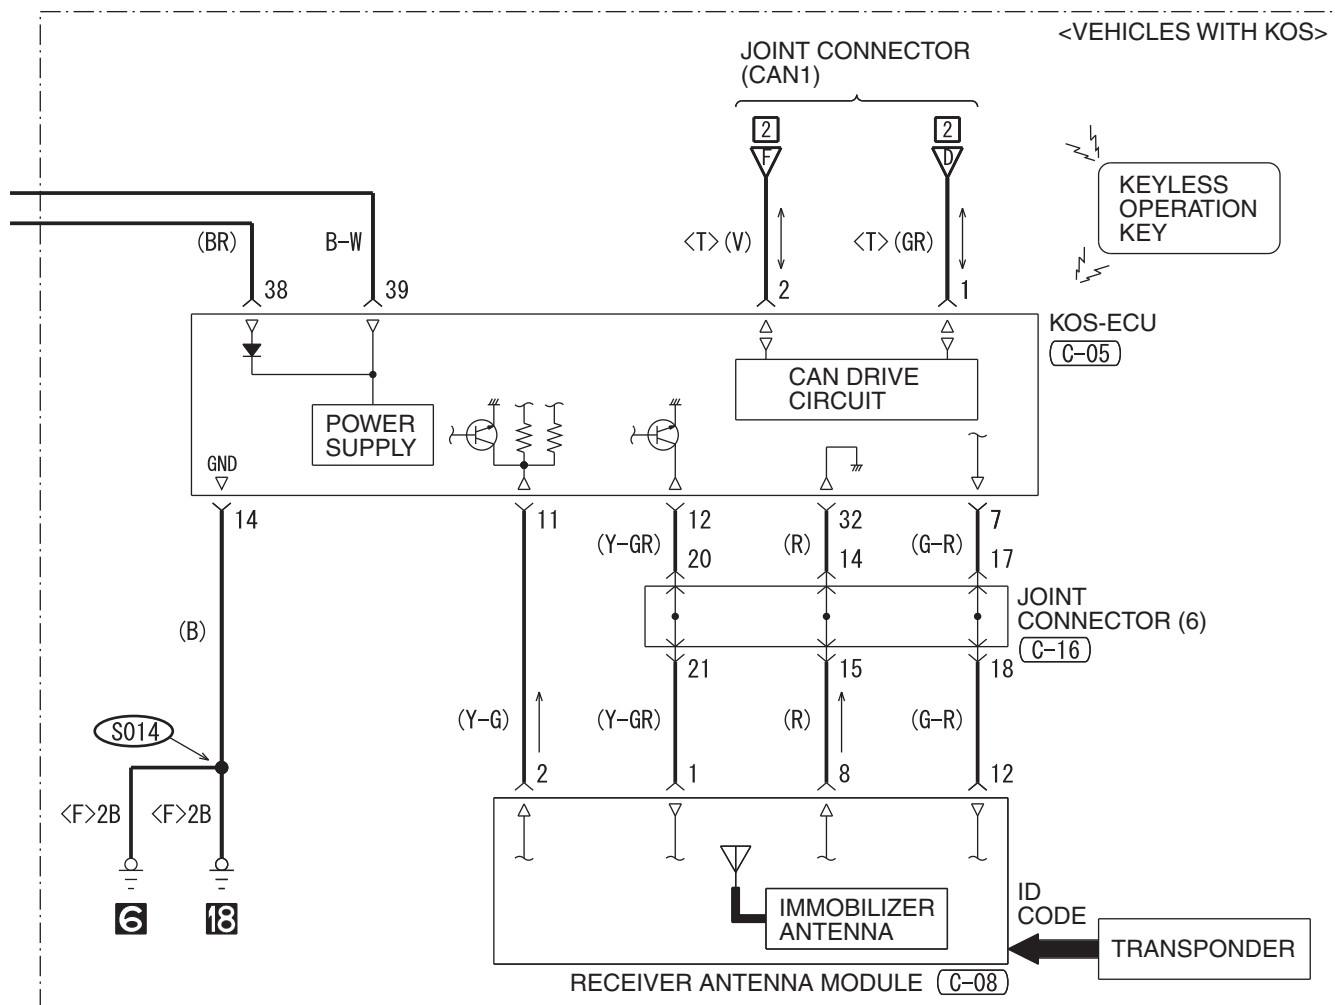 <VEHICLES WITH KOS>
JOINT CONNECTOR
(CAN1)
2 2
F D
KEYLESS
OPERATION
KEY
(BR) B-W <T>(V) <T>(GR)
38 39 2 1
KOS-ECU
C-05
CAN DRIVE
CIRCUIT
POWER
SUPPLY
GND
14 11 12 32 7
(Y-GR) (R) (G-R)
20 14 17
JOINT
CONNECTOR (6)
C-16
(B)
21 15 18
(Y-G) (Y-GR) (R) (G-R)
S014
2 1 8 12
<F>2B <F>2B
6 18
IMMOBILIZER
ANTENNA
ID
CODE
TRANSPONDER
RECEIVER ANTENNA MODULE C-08